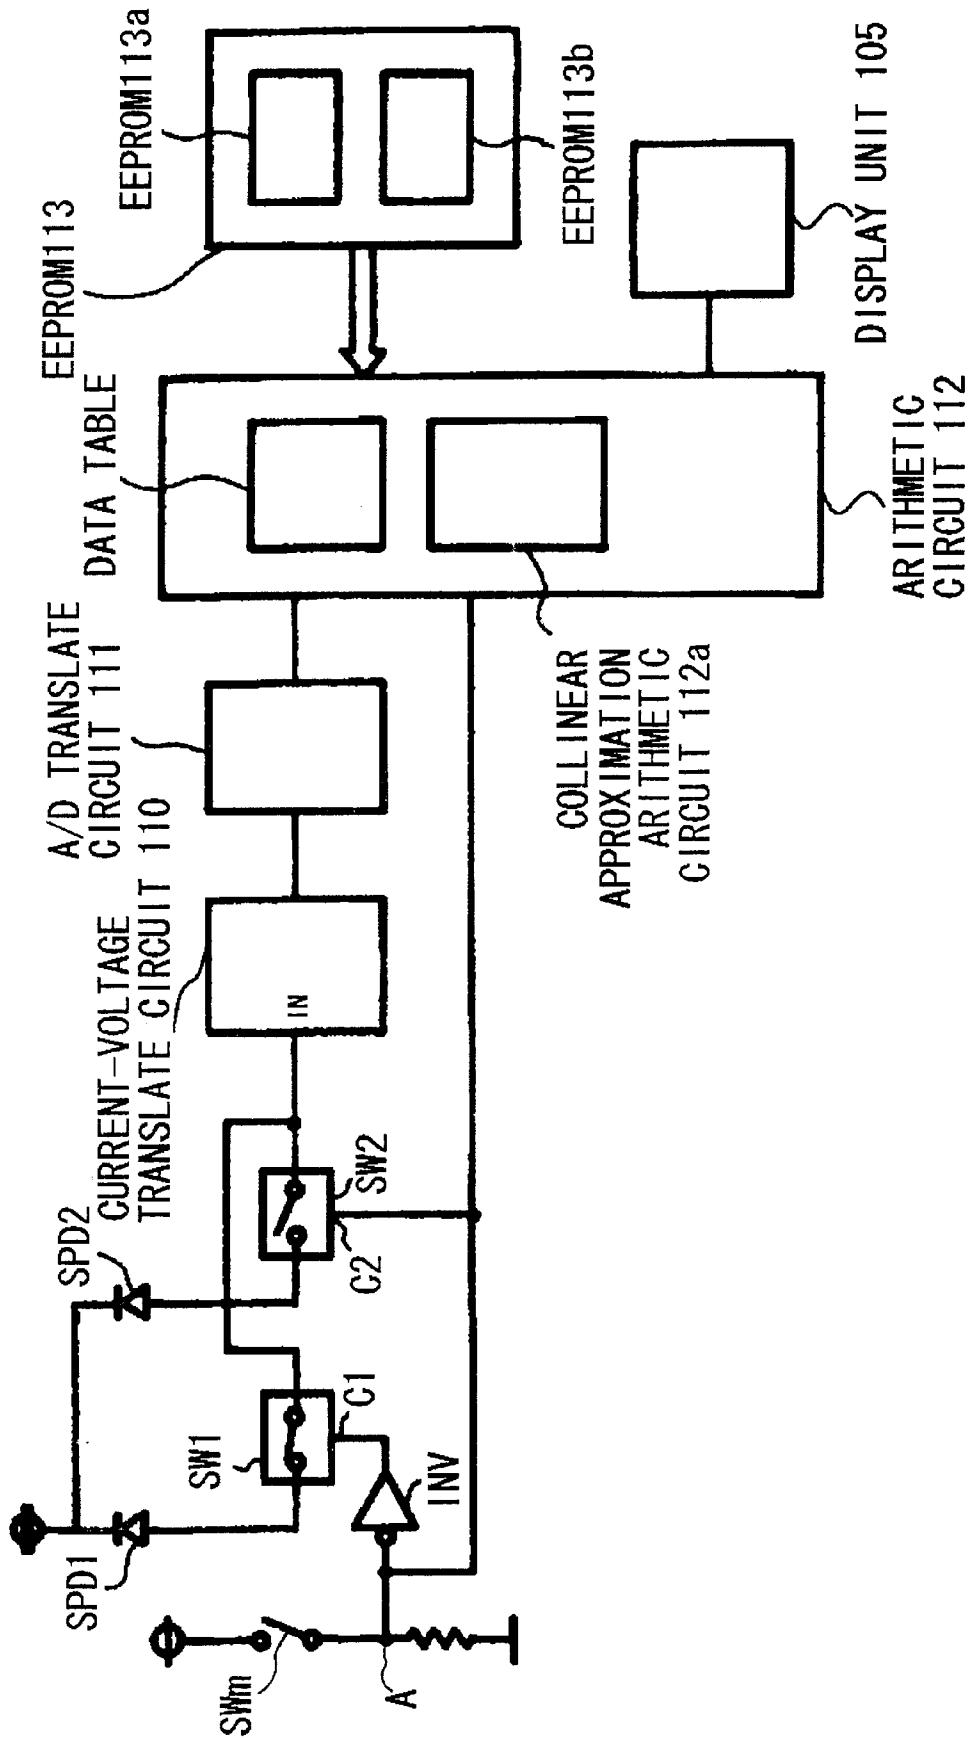 EEPROM113
EEPROM113a
EEPROM113b
DATA TABLE
DISPLAY UNIT 105
ARITHMETIC
CIRCUIT 112
A/D TRANSLATE
CIRCUIT 111
COLLINEAR
APPROXIMATION
ARITHMETIC
CIRCUIT 112a
CURRENT-VOLTAGE
TRANSLATE CIRCUIT 110
IN
SPD2
SW2
C2
SPD1
SW1
C1
INV
SWm
A